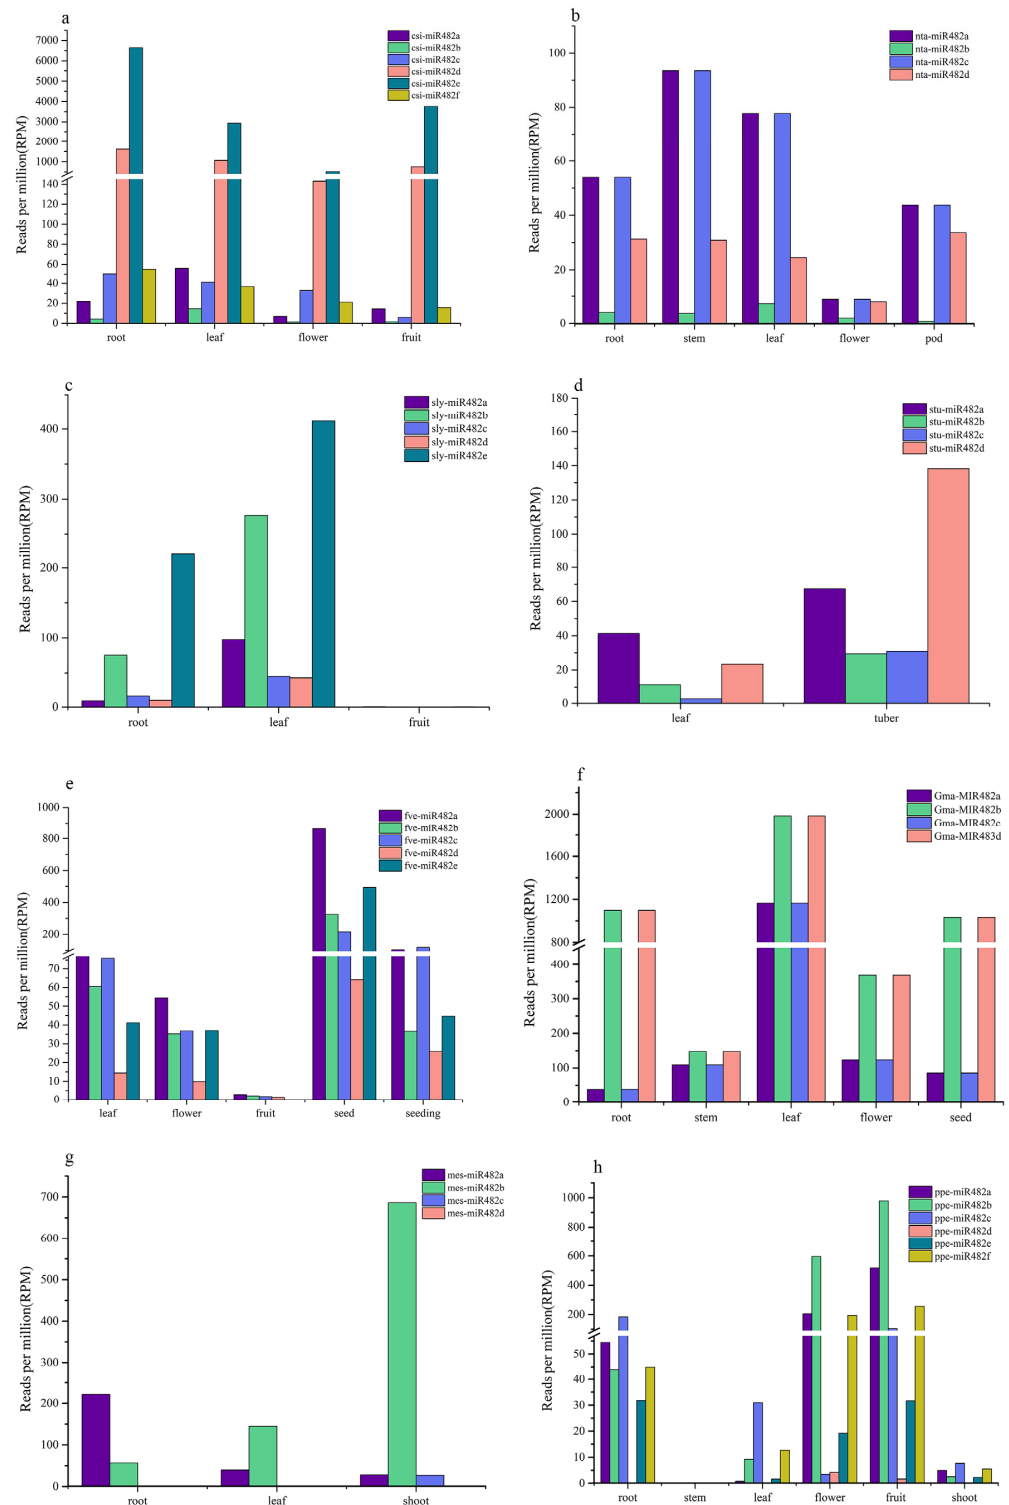 a
csi-miR482a
csi-miR482b
csi-miR482c
csi-miR482d
csi-miR482e
csi-miR482f
Reads per million(RPM)
7000
6000
5000
4000
3000
2000
1000
140
120
100
80
60
40
20
0
root leaf flower fruit
b
nta-miR482a
nta-miR482b
nta-miR482c
nta-miR482d
Reads per million(RPM)
100
80
60
40
20
0
root stem leaf flower pod
c
sly-miR482a
sly-miR482b
sly-miR482c
sly-miR482d
sly-miR482e
Reads per million(RPM)
400
300
200
100
0
root leaf fruit
d
stu-miR482a
stu-miR482b
stu-miR482c
stu-miR482d
Reads per million(RPM)
180
160
140
120
100
80
60
40
20
0
leaf tuber
e
fve-miR482a
fve-miR482b
fve-miR482c
fve-miR482d
fve-miR482e
Reads per million(RPM)
1000
800
600
400
200
70
60
50
40
30
20
10
0
leaf flower fruit seed seeding
f
Gma-MIR482a
Gma-MIR482b
Gma-MIR482c
Gma-MIR483d
Reads per million(RPM)
2000
1600
1200
800
400
300
200
100
0
root stem leaf flower seed
g
mes-miR482a
mes-miR482b
mes-miR482c
mes-miR482d
Reads per million(RPM)
700
600
500
400
300
200
100
0
root leaf shoot
h
ppe-miR482a
ppe-miR482b
ppe-miR482c
ppe-miR482d
ppe-miR482e
ppe-miR482f
Reads per million(RPM)
1000
800
600
400
200
50
40
30
20
10
0
root stem leaf flower fruit shoot